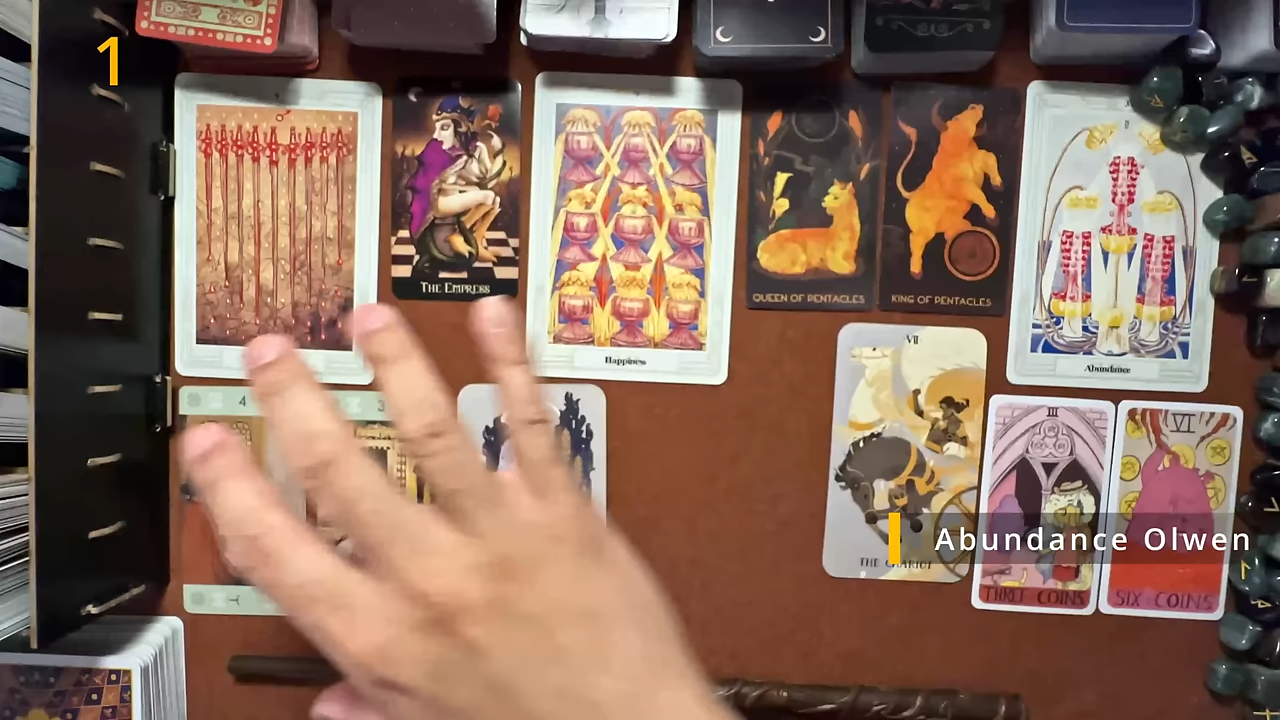 1
THE EMPRESS
Happiness
QUEEN OF PENTACLES
KING OF PENTACLES
Abundance
4
3
VII
THE CHARIOT
III
THREE COINS
VI
SIX COINS
Abundance Olwen